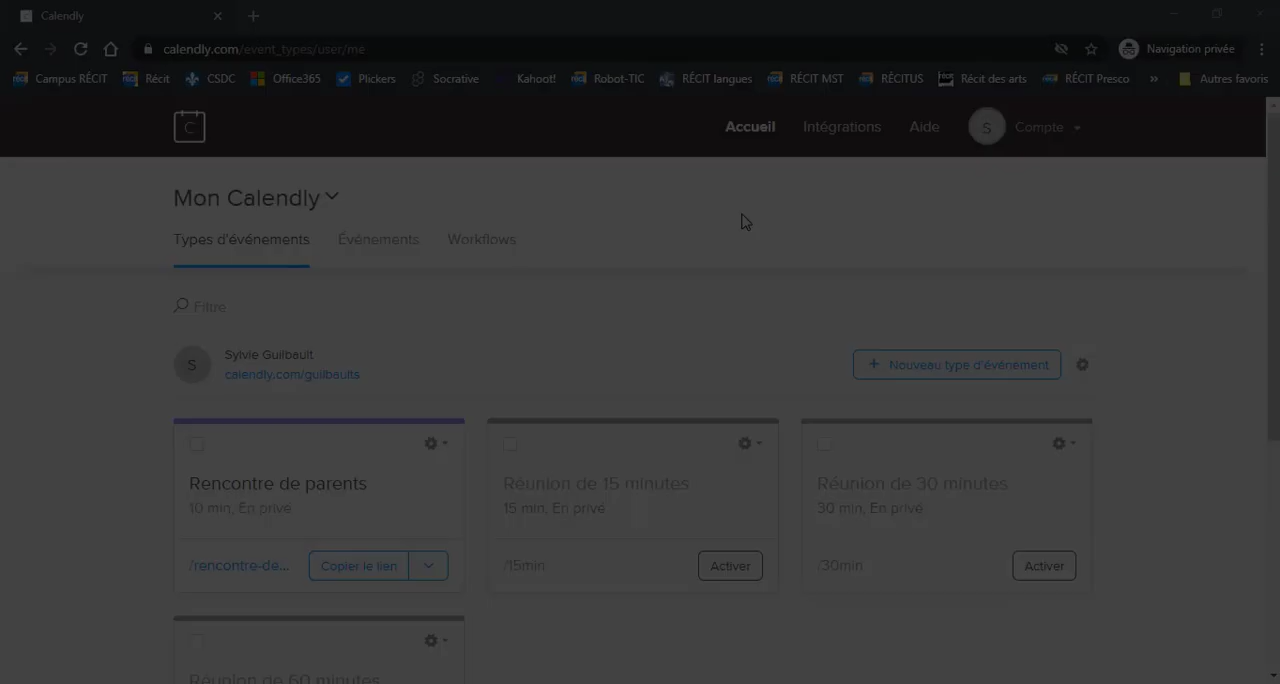 Calendly
calendly.com/event_types/user/me
Navigation privée
Campus RÉCIT Récit CSDC Office365 Plickers Socrative Kahoot! Robot-TIC RÉCIT langues RÉCIT MST RÉCITUS Récit des arts RÉCIT Presco » Autres favoris
C
Accueil Intégrations Aide S Compte
Mon Calendly
Types d'événements Événements Workflows
Filtre
S
Sylvie Guilbault
calendly.com/guilbaults
+ Nouveau type d'événement
Rencontre de parents
10 min, En privé
/rencontre-de... Copier le lien
Réunion de 15 minutes
15 min, En privé
/15min Activer
Réunion de 30 minutes
30 min, En privé
/30min Activer
Réunion de 60 minutes